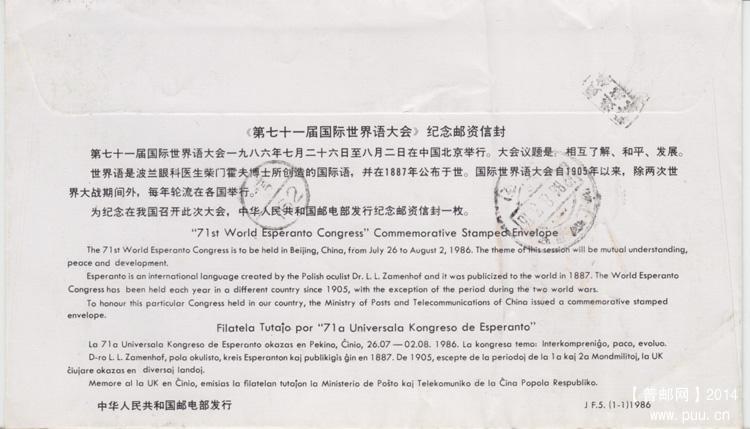 《第七十一届国际世界语大会》纪念邮资信封
第七十一届国际世界语大会一九八六年七月二十六日至八月二日在中国北京举行。大会议题是：相互了解、和平、发展。
世界语是波兰眼科医生柴门霍夫博士所创造的国际语，并在1887年公布于世。国际世界语大会自1905年以来，除两次世
界大战期间外，每年轮流在各国举行。
为纪念在我国召开此次大会，中华人民共和国邮电部发行纪念邮资信封一枚。
“71st World Esperanto Congress” Commemorative Stamped Envelope
The 71st World Esperanto Congress is to be held in Beijing, China, from July 26 to August 2, 1986. The theme of this session will be mutual understanding,
peace and development.
Esperanto is an international language created by the Polish oculist Dr. L. L. Zamenhof and it was publicized to the world in 1887. The World Esperanto
Congress has been held each year in a different country since 1905, with the exception of the period during the two world wars.
To honour this particular Congress held in our country, the Ministry of Posts and Telecommunications of China issued a commemorative stamped
envelope.
Filatela Tutaĵo por “71a Universala Kongreso de Esperanto”
La 71a Universala Kongreso de Esperanto okazas en Pekino, Ĉinio, 26.07 — 02.08. 1986. La kongresa temo: Interkompreniĝo, paco, evoluo.
D-ro L. L. Zamenhof, pola okulisto, kreis Esperanton kaj publikigis ĝin en 1887. De 1905, escepte de la periodoj de la 1a kaj 2a Mondmilitoj, la UK
ĉiujare okazas en diversaj landoj.
Memore al la UK en Ĉinio, emisias la filatelan tutaĵon la Ministerio de Poŝto kaj Telekomuniko de la Ĉina Popola Respubliko.
中华人民共和国邮电部发行
J F.5. (1-1)1986
【普邮网】2014
www.puu.cn